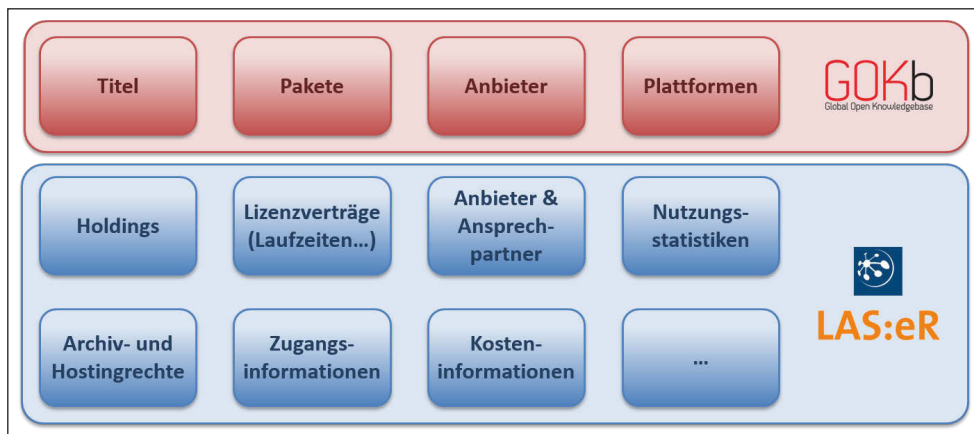 Titel
Pakete
Anbieter
Plattformen
GOKb
Global Open Knowledgebase
Holdings
Lizenzverträge
(Laufzeiten...)
Anbieter &
Ansprech-
partner
Nutzungs-
statistiken
Archiv- und
Hostingrechte
Zugangs-
informationen
Kosten-
informationen
...
LAS:eR